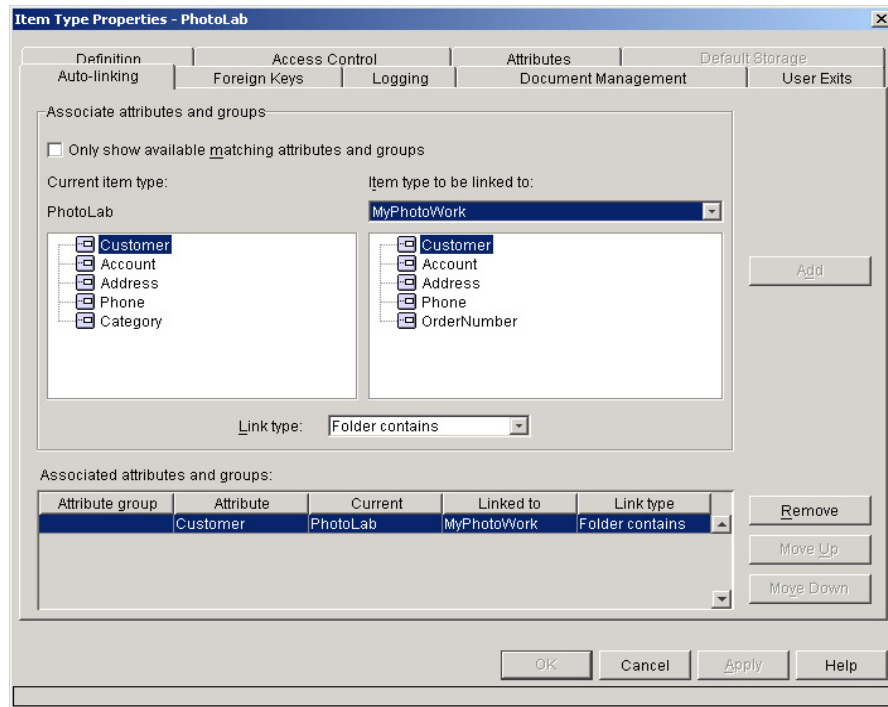 Item Type Properties - PhotoLab
Definition Access Control Attributes Default Storage
Auto-linking Foreign Keys Logging Document Management User Exits
Associate attributes and groups
Only show available matching attributes and groups
Current item type: Item type to be linked to:
PhotoLab MyPhotoWork
Customer Customer
Account Account
Address Address
Phone Phone
Category OrderNumber
Add
Link type: Folder contains
Associated attributes and groups:
Attribute group Attribute Current Linked to Link type
Customer PhotoLab MyPhotoWork Folder contains
Remove
Move Up
Move Down
OK Cancel Apply Help